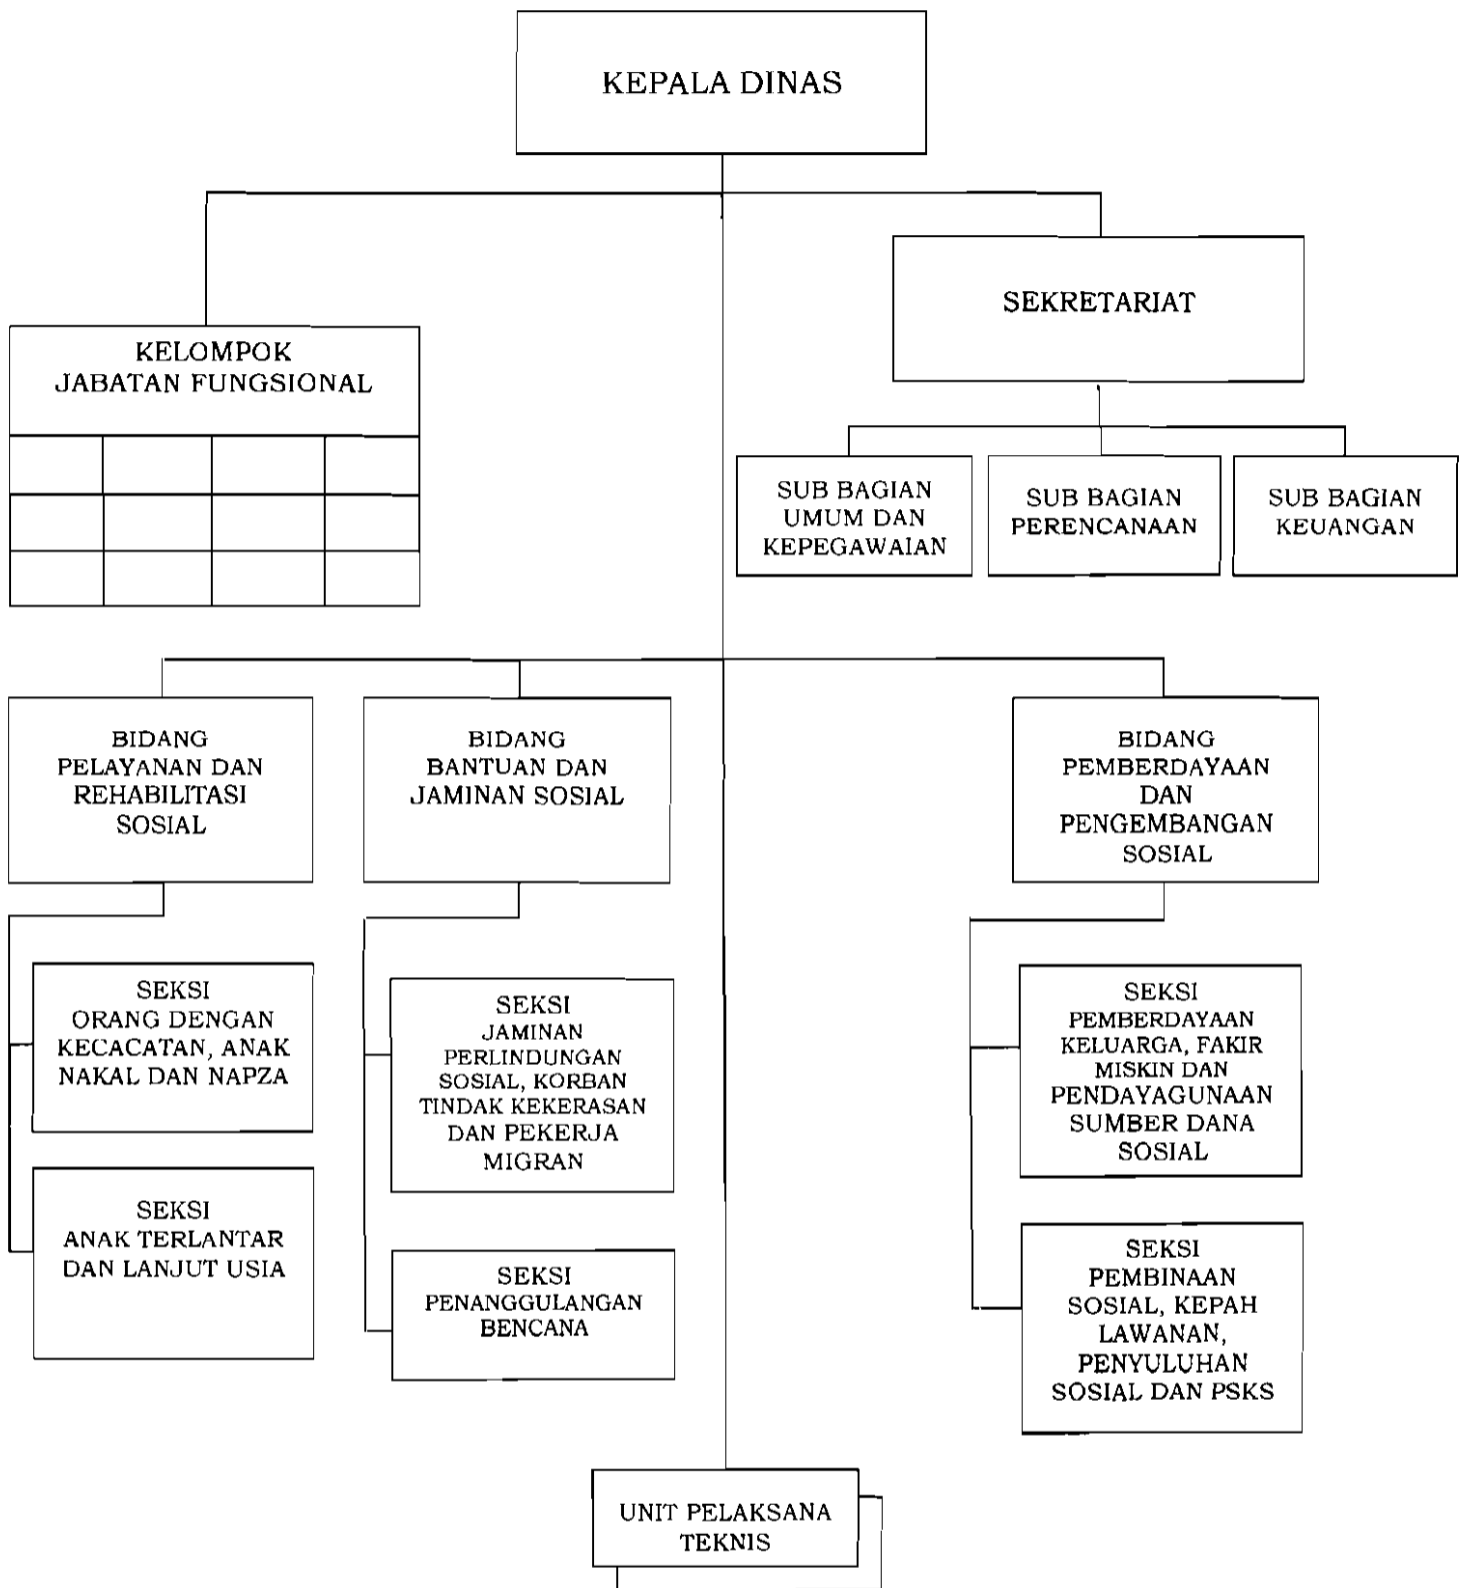 KEPALA DINAS
SEKRETARIAT
KELOMPOK
JABATAN FUNGSIONAL
SUB BAGIAN
UMUM DAN
KEPEGAWAIAN
SUB BAGIAN
PERENCANAAN
SUB BAGIAN
KEUANGAN
BIDANG
PELAYANAN DAN
REHABILITASI
SOSIAL
BIDANG
BANTUAN DAN
JAMINAN SOSIAL
BIDANG
PEMBERDAYAAN
DAN
PENGEMBANGAN
SOSIAL
SEKSI
ORANG DENGAN
KECACATAN, ANAK
NAKAL DAN NAPZA
SEKSI
JAMINAN
PERLINDUNGAN
SOSIAL, KORBAN
TINDAK KEKERASAN
DAN PEKERJA
MIGRAN
SEKSI
PEMBERDAYAAN
KELUARGA, FAKIR
MISKIN DAN
PENDAYAGUNAAN
SUMBER DANA
SOSIAL
SEKSI
ANAK TERLANTAR
DAN LANJUT USIA
SEKSI
PENANGGULANGAN
BENCANA
SEKSI
PEMBINAAN
SOSIAL, KEPAH
LAWANAN,
PENYULUHAN
SOSIAL DAN PSKS
UNIT PELAKSANA
TEKNIS